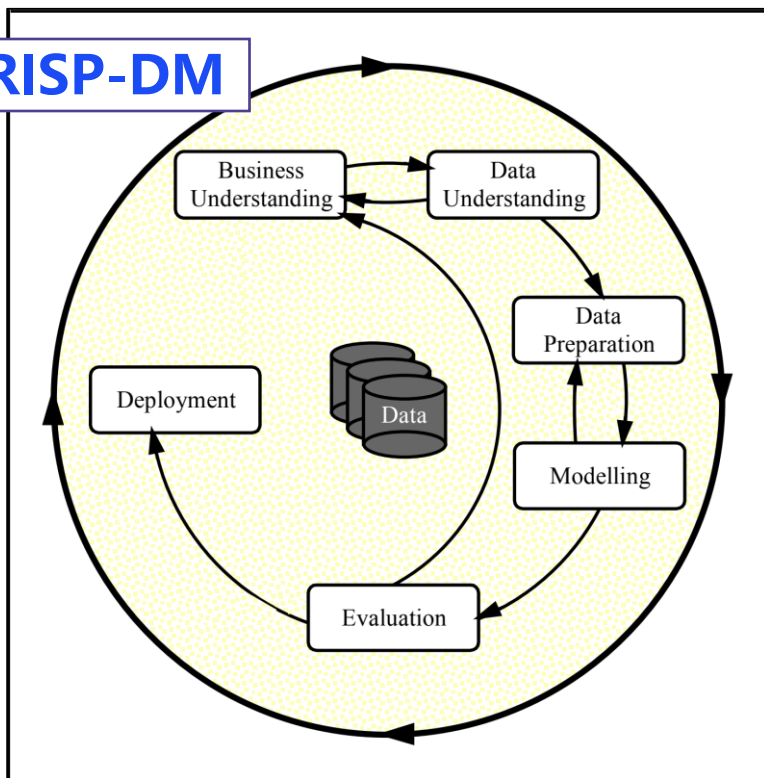 RISP-DM
Business
Understanding
Data
Understanding
Data
Preparation
Deployment
Data
Modelling
Evaluation